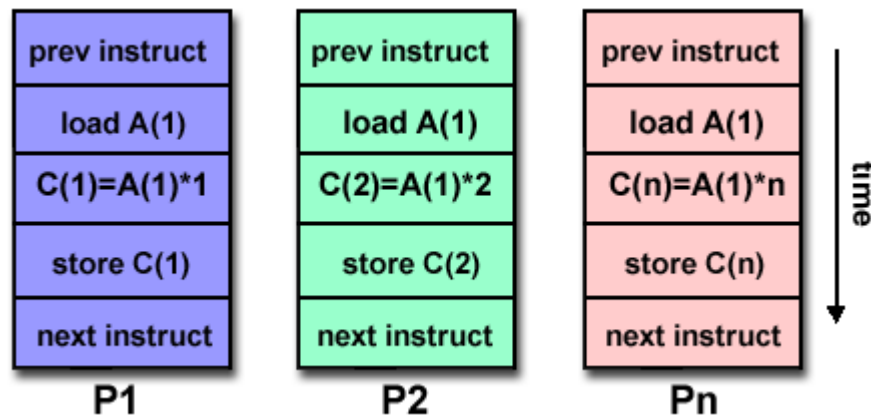 prev instruct
load A(1)
C(1)=A(1)*1
store C(1)
next instruct
P1
prev instruct
load A(1)
C(2)=A(1)*2
store C(2)
next instruct
P2
prev instruct
load A(1)
C(n)=A(1)*n
store C(n)
next instruct
Pn
time